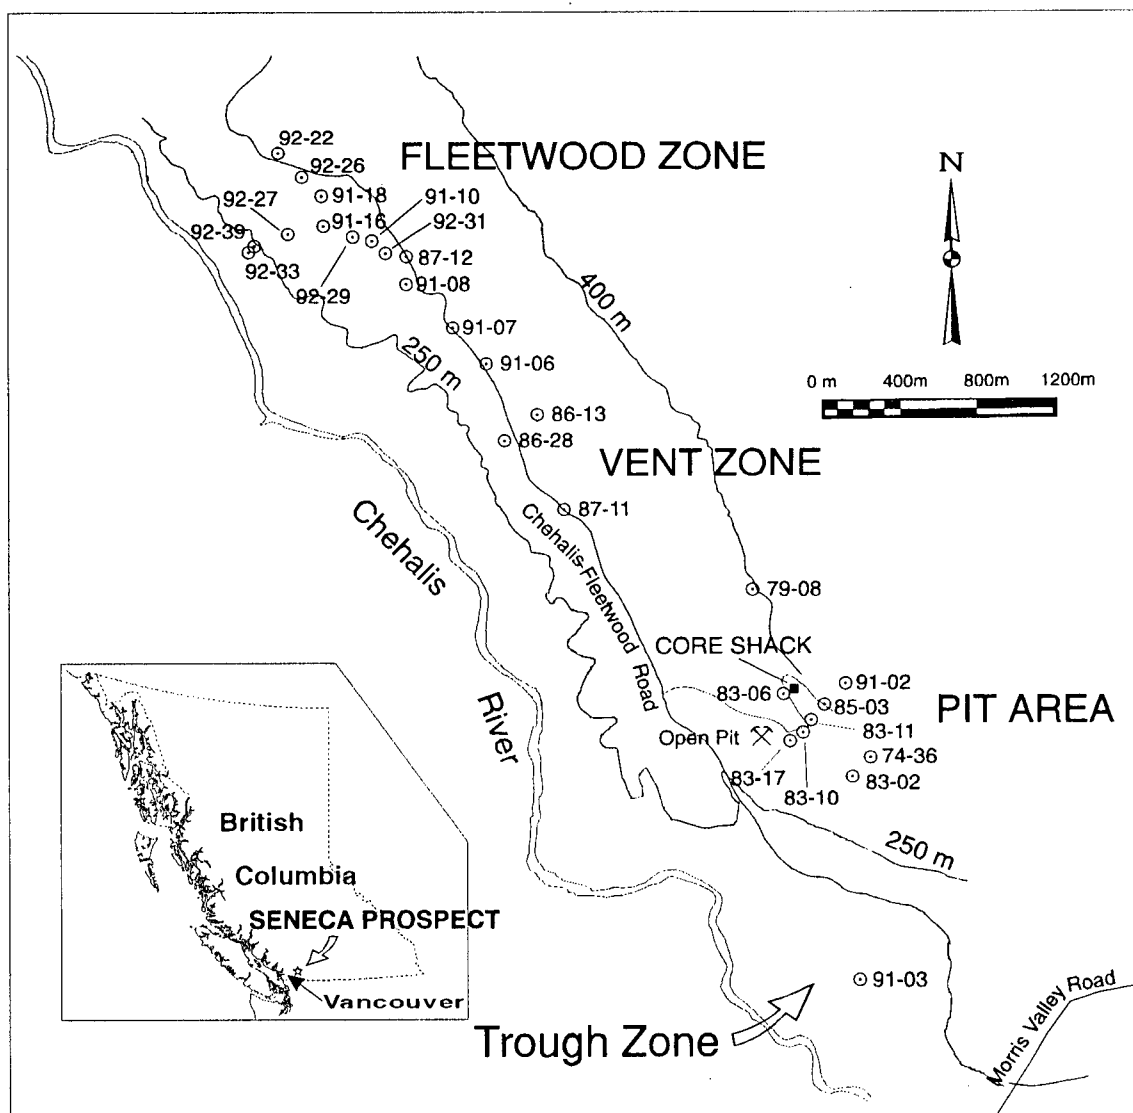 92-22
FLEETWOOD ZONE
92-26
N
92-27
91-18
91-10
91-16
92-31
92-39
87-12
92-33
92-29
91-08
400 m
91-07
250 m
91-06
0 m 400m 800m 1200m
86-13
86-28
VENT ZONE
87-11
Chehalis
Chehalis-Fleetwood Road
79-08
CORE SHACK
83-06
91-02
85-03
PIT AREA
River
Open Pit
83-11
74-36
83-17
83-02
83-10
British
250 m
Columbia
SENECA PROSPECT
Vancouver
91-03
Trough Zone
Morris Valley Road